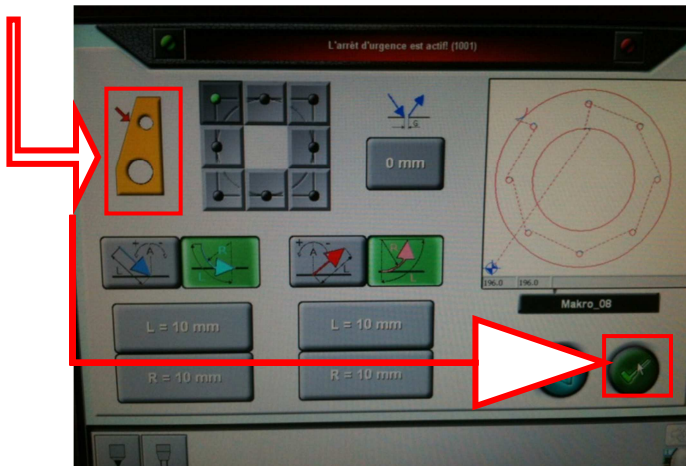 L'arrèt d'urgence est actif! (1001)
G
0 mm
+ - A L
R L
+ - A L
R L
196.0 196.0
Makro_08
L = 10 mm
L = 10 mm
R = 10 mm
R = 10 mm